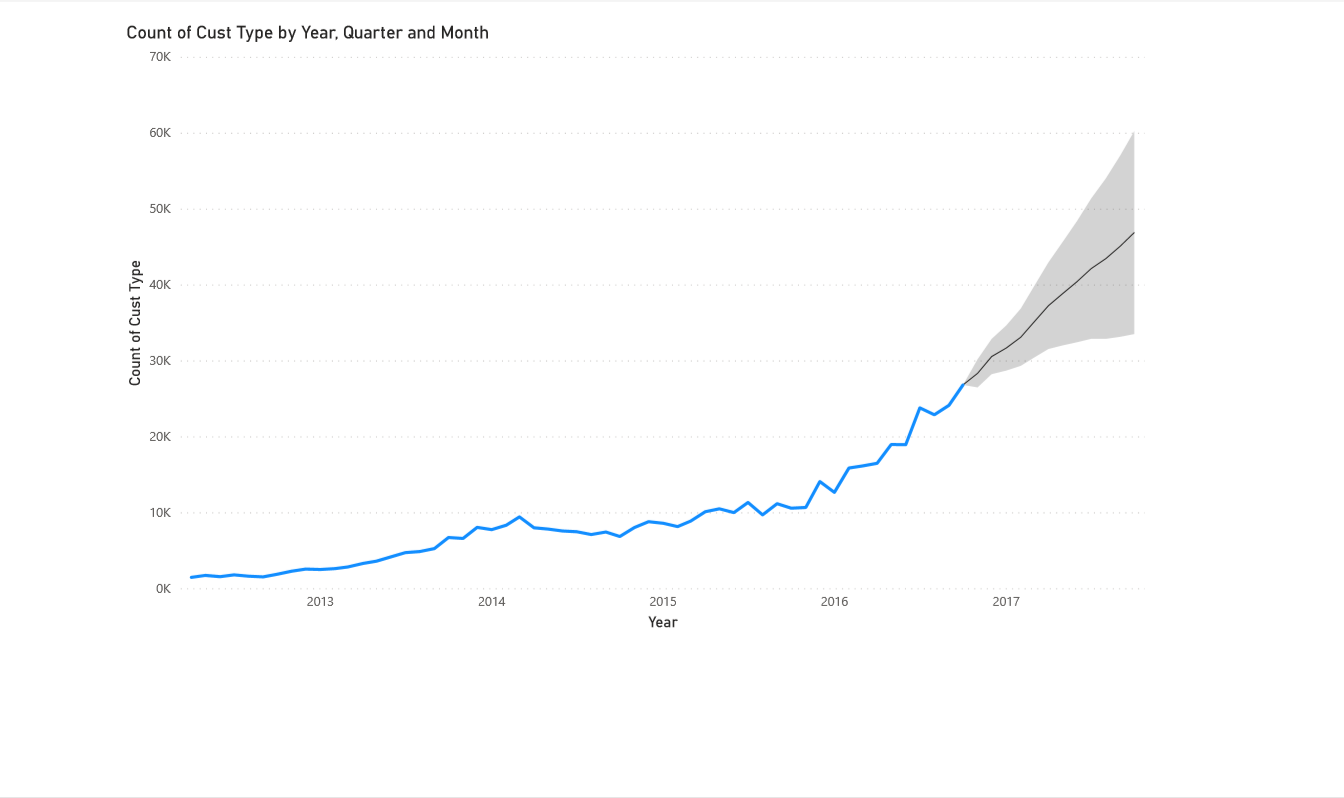 Count of Cust Type by Year, Quarter and Month
70K
60K
50K
40K
30K
20K
10K
0K
Count of Cust Type
2013 2014 2015 2016 2017
Year